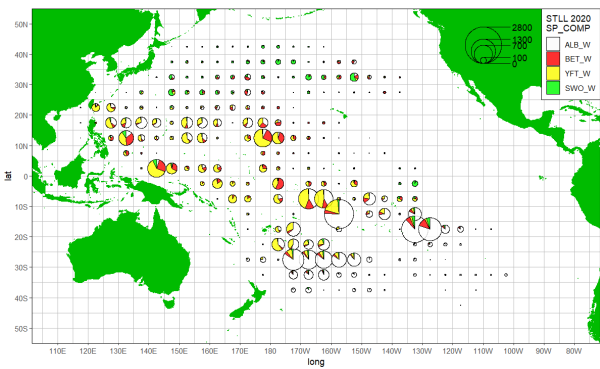 STLL 2020
SP_COMP
ALB_W
BET_W
YFT_W
SWO_W
2800
1300
700
100
0
50N
40N
30N
20N
10N
0
10S
20S
30S
40S
50S
lat
110E 120E 130E 140E 150E 160E 170E 170W 160W 150W 140W 130W 120W 110W 100W 90W 80W
long